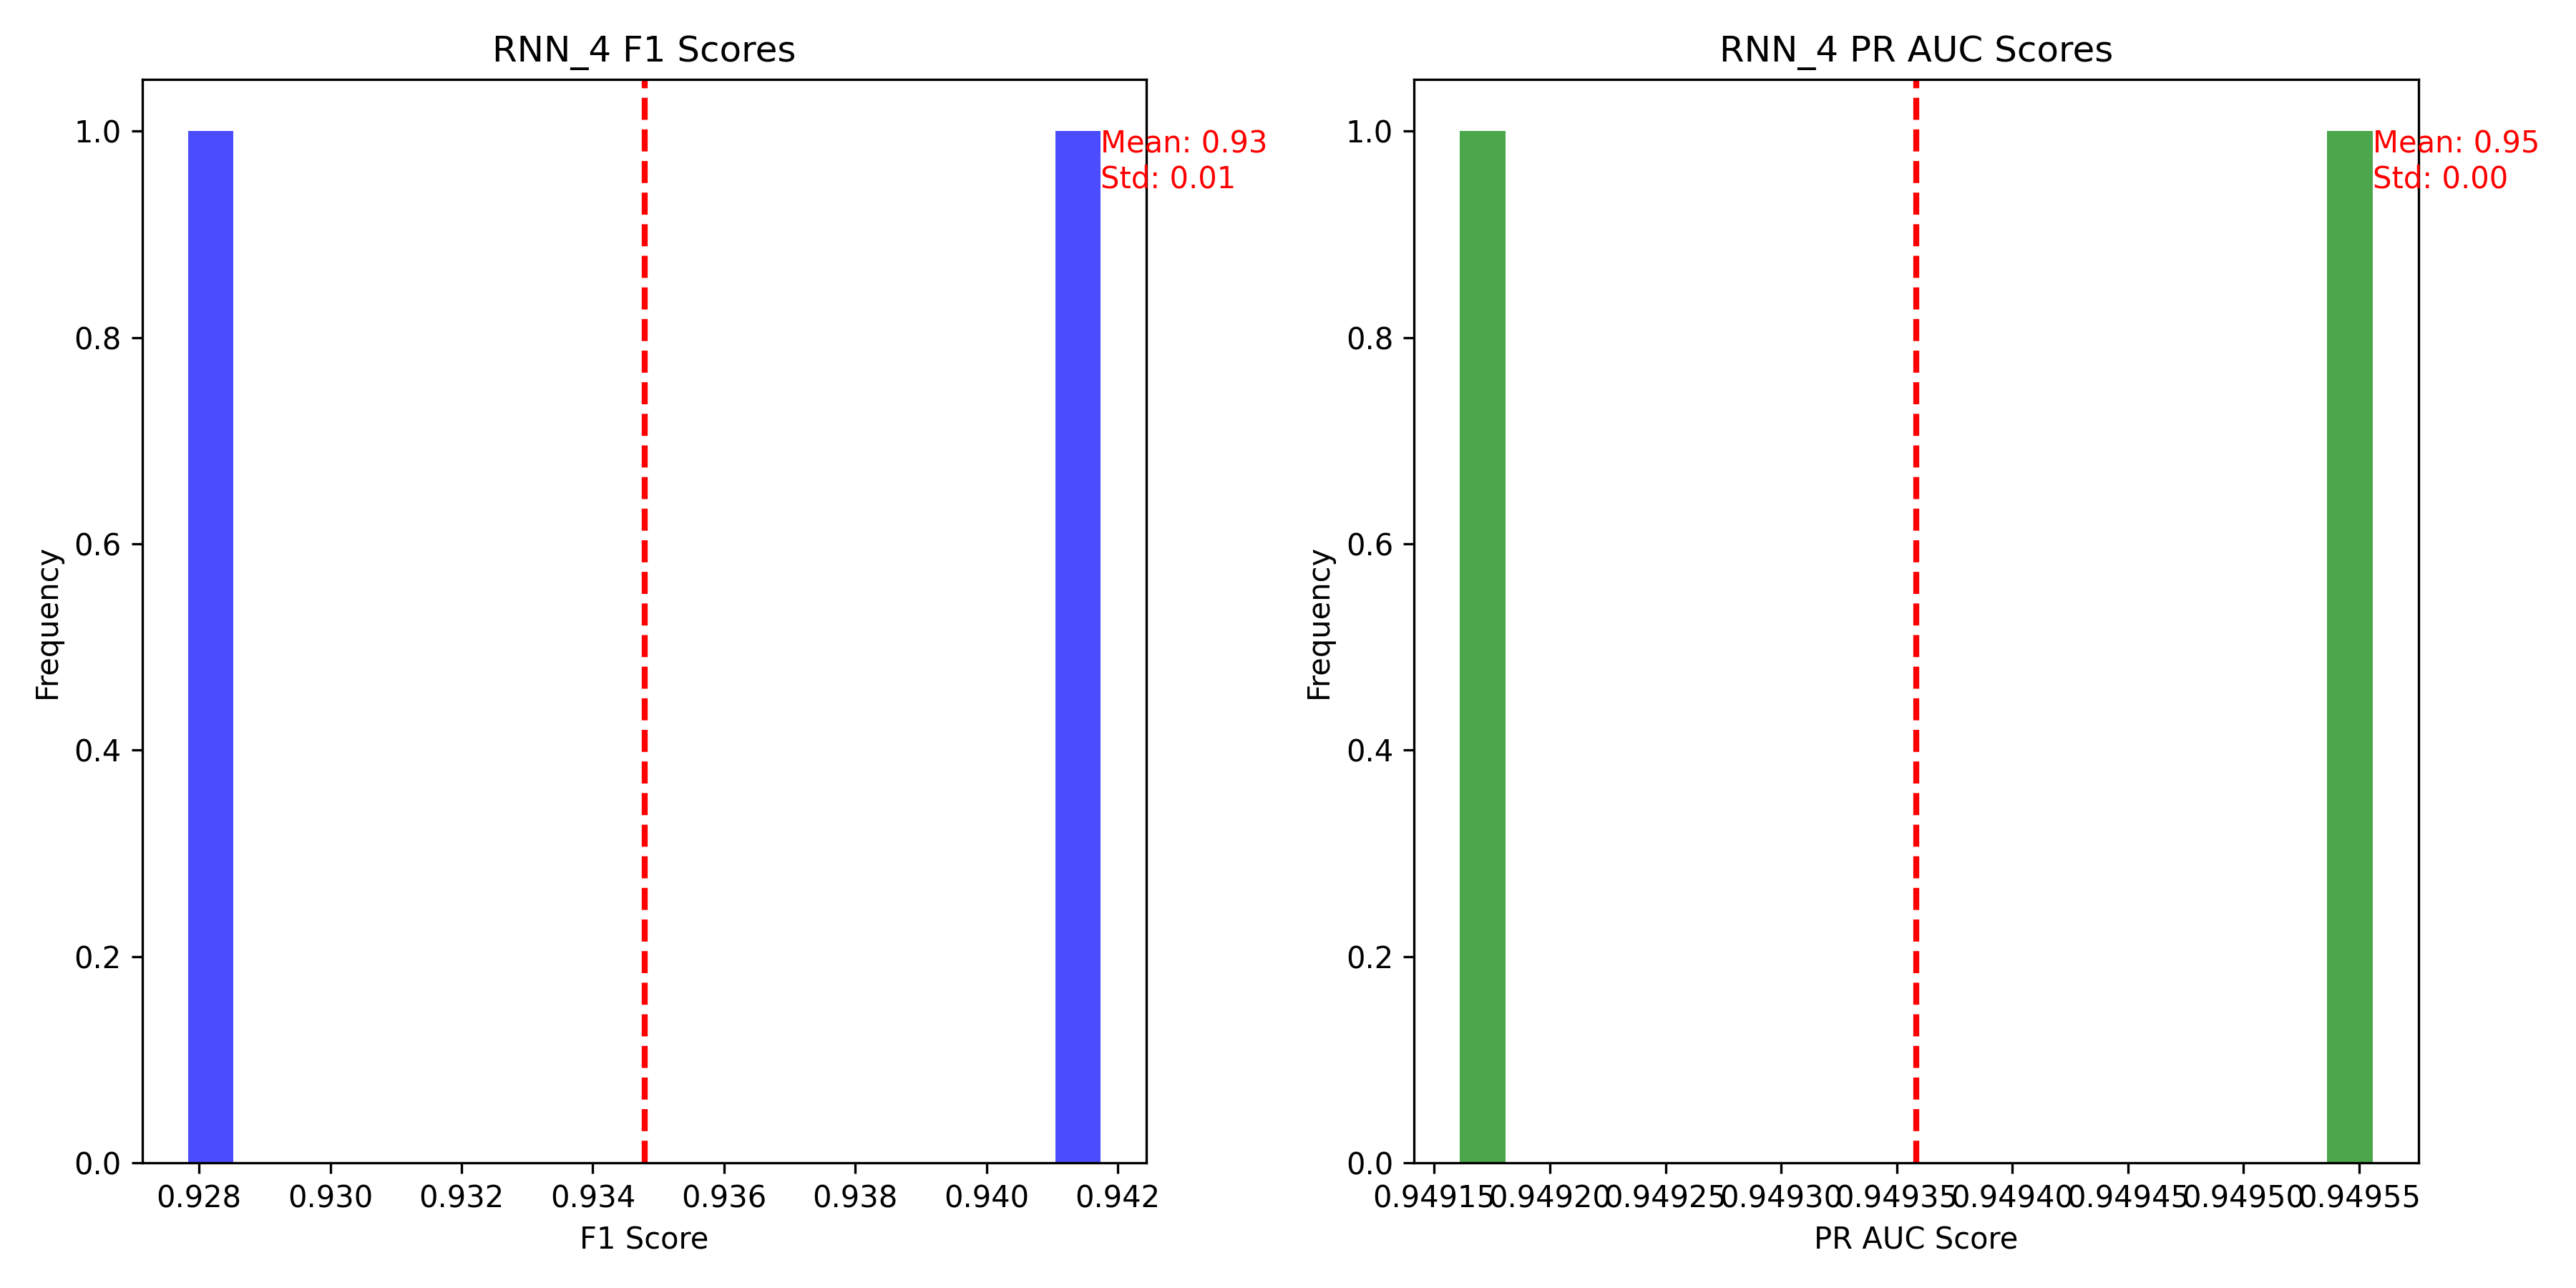 RNN_4 F1 Scores
1.0
0.8
0.6
0.4
0.2
0.0
Frequency
Mean: 0.93
Std: 0.01
0.928 0.930 0.932 0.934 0.936 0.938 0.940 0.942
F1 Score
RNN_4 PR AUC Scores
1.0
0.8
0.6
0.4
0.2
0.0
Frequency
Mean: 0.95
Std: 0.00
0.94915 0.94920 0.94925 0.94930 0.94935 0.94940 0.94945 0.94950 0.94955
PR AUC Score